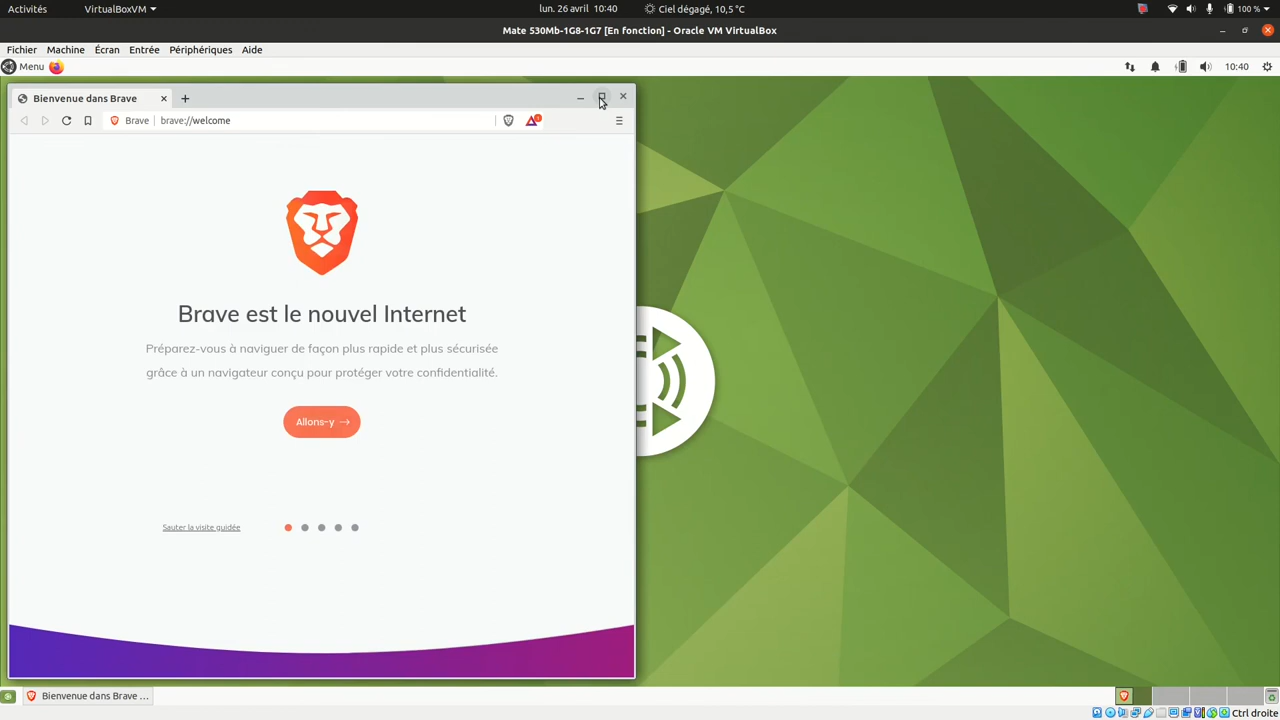 Activités
VirtualBoxVM
lun. 26 avril 10:40
Ciel dégagé, 10,5 °C
100 %
Mate 530Mb-1G8-1G7 [En fonction] - Oracle VM VirtualBox
Fichier Machine Écran Entrée Périphériques Aide
Menu
10:40
Bienvenue dans Brave
Brave brave://welcome
1
Brave est le nouvel Internet
Préparez-vous à naviguer de façon plus rapide et plus sécurisée
grâce à un navigateur conçu pour protéger votre confidentialité.
Allons-y
Sauter la visite guidée
Bienvenue dans Brave ...
Ctrl droite